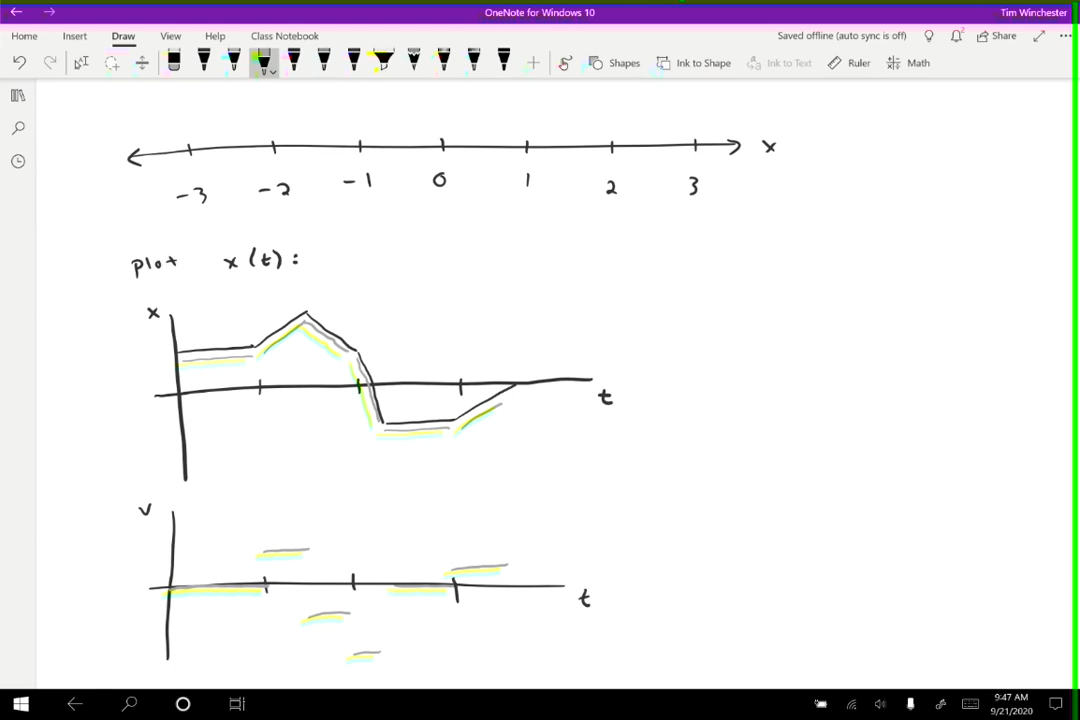 OneNote for Windows 10
Tim Winchester
Home Insert Draw View Help Class Notebook
Saved offline (auto sync is off) Share
Shapes Ink to Shape Ink to Text Ruler Math
x
-3 -2 -1 0 1 2 3
plot x(t):
x
t
v
t
9:47 AM
9/21/2020